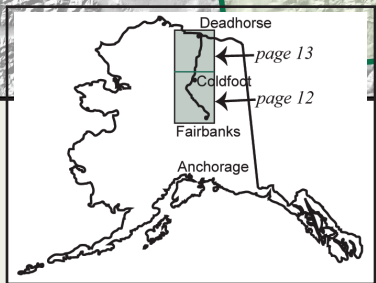 Deadhorse
page 13
Coldfoot
page 12
Fairbanks
Anchorage